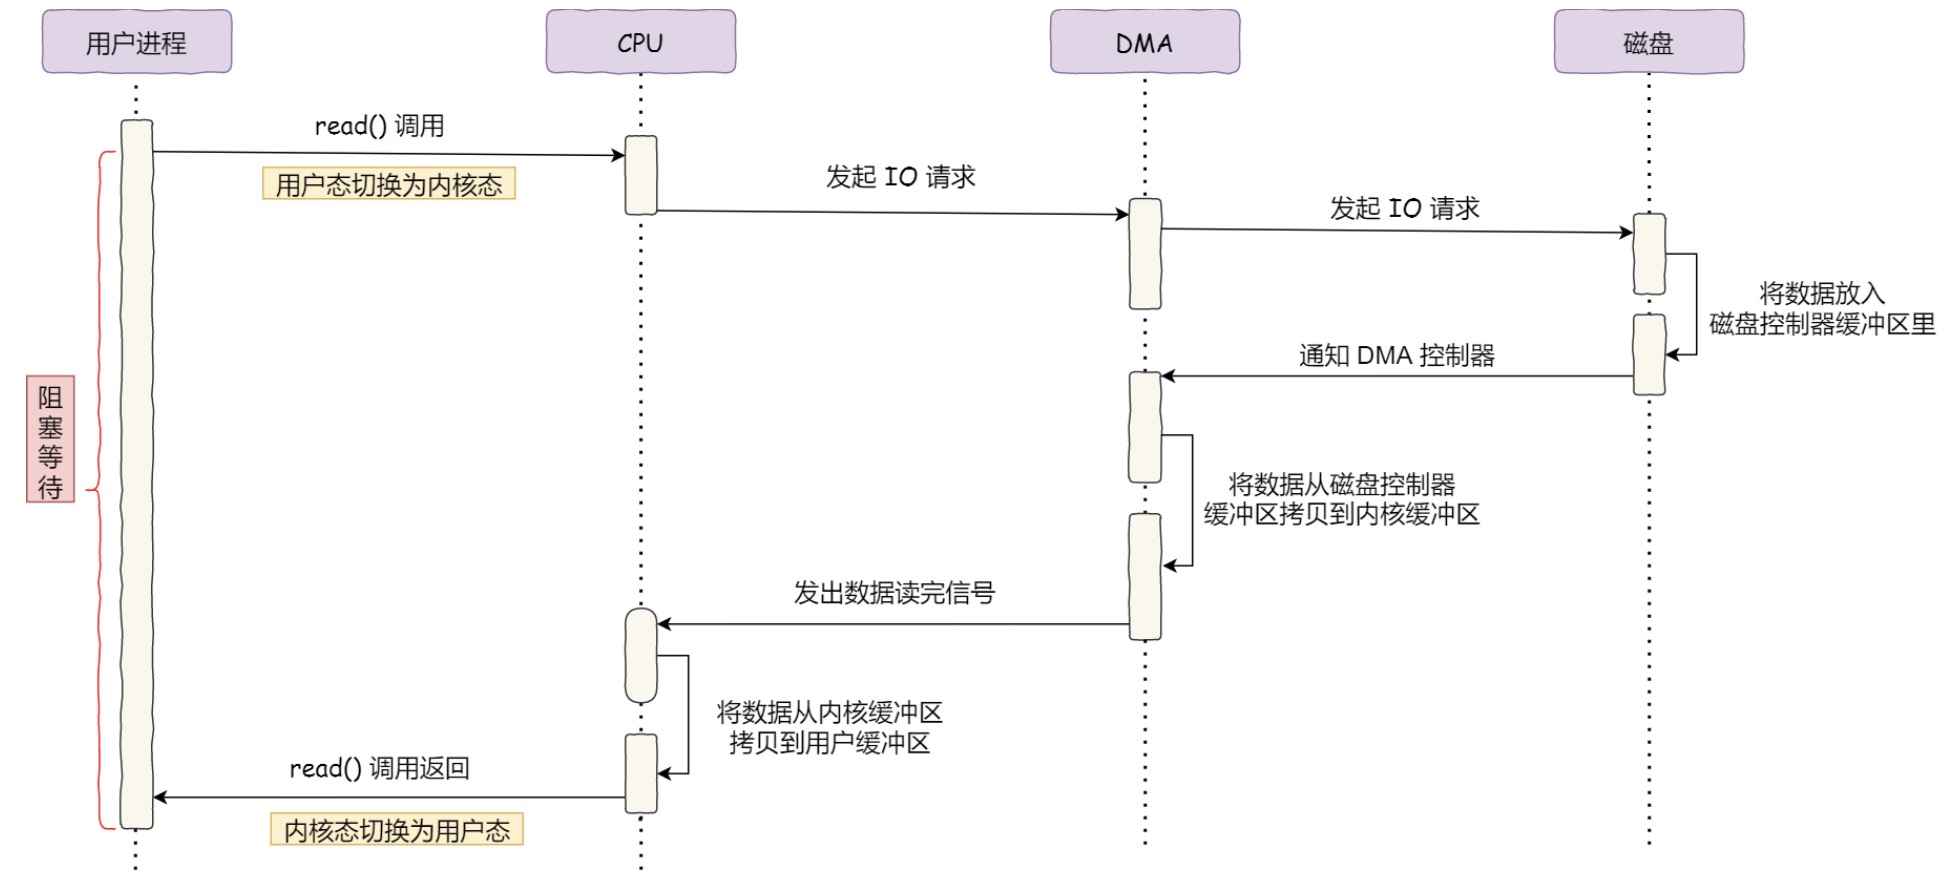 用户进程
CPU
DMA
磁盘
read() 调用
用户态切换为内核态
发起 IO 请求
发起 IO 请求
将数据放入
磁盘控制器缓冲区里
通知 DMA 控制器
阻
塞
等
待
将数据从磁盘控制器
缓冲区拷贝到内核缓冲区
发出数据读完信号
将数据从内核缓冲区
拷贝到用户缓冲区
read() 调用返回
内核态切换为用户态